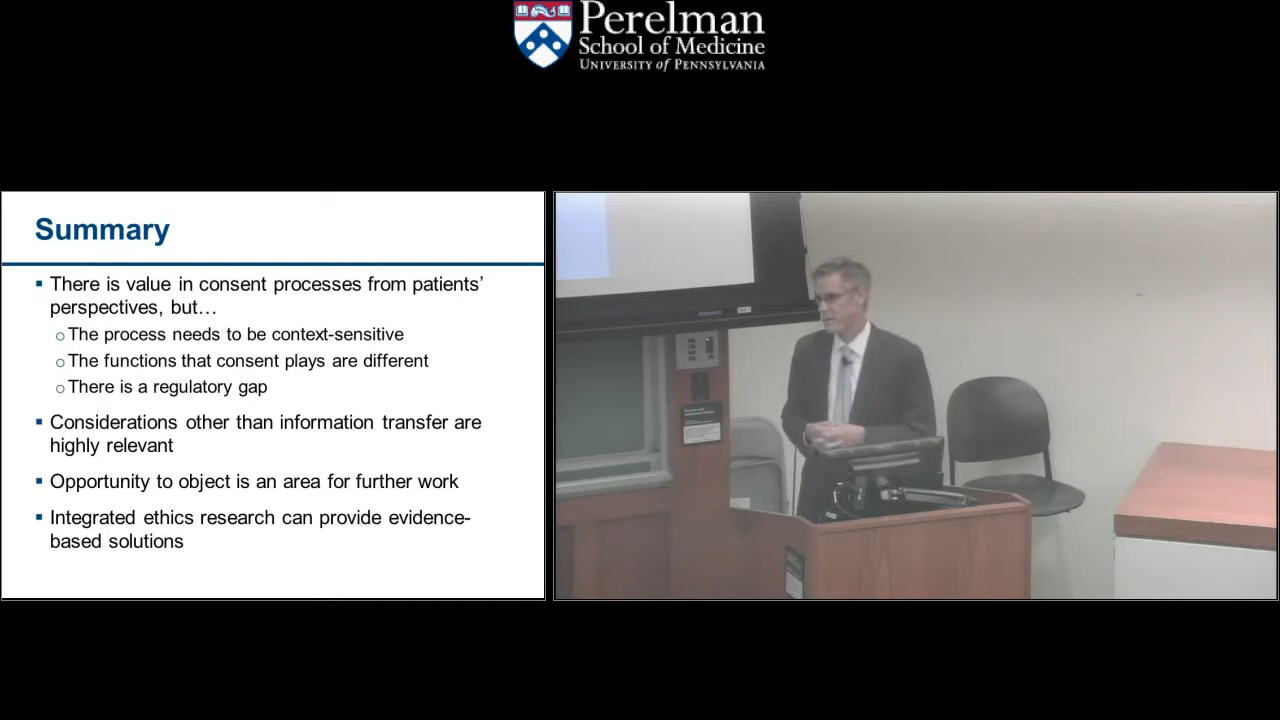 Perelman
School of Medicine
UNIVERSITY of PENNSYLVANIA
Summary
▪ There is value in consent processes from patients’
perspectives, but…
o The process needs to be context-sensitive
o The functions that consent plays are different
o There is a regulatory gap
▪ Considerations other than information transfer are
highly relevant
▪ Opportunity to object is an area for further work
▪ Integrated ethics research can provide evidence-
based solutions